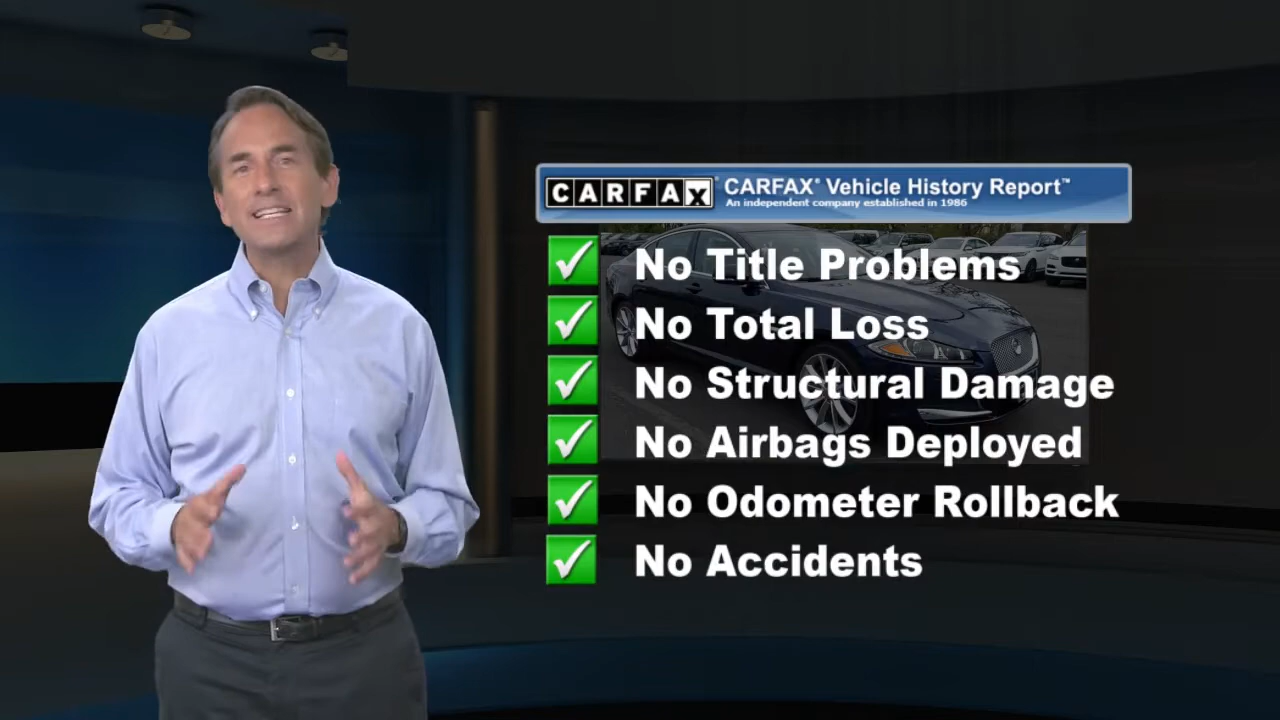 CARFAX® CARFAX® Vehicle History Report™
An independent company established in 1986
No Title Problems
No Total Loss
No Structural Damage
No Airbags Deployed
No Odometer Rollback
No Accidents